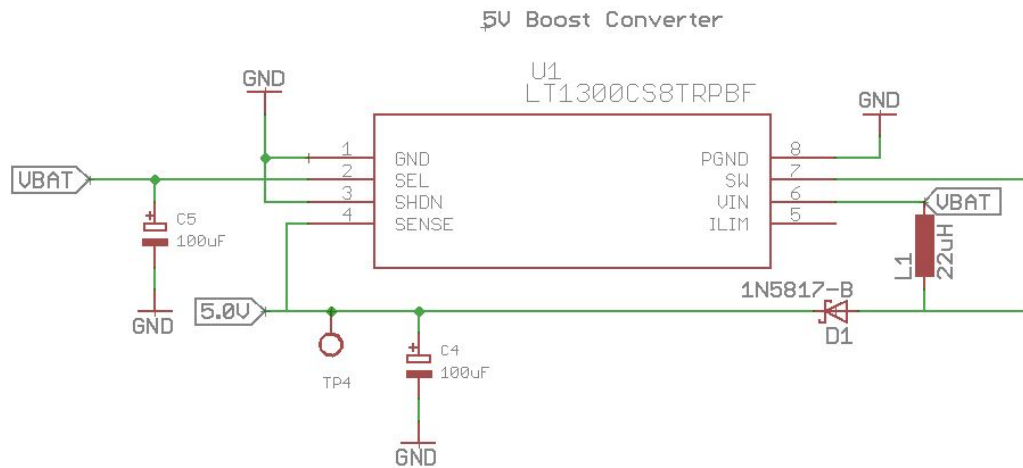 5V Boost Converter
U1
LT1300CS8TRPBF
GND
GND
1 GND
2 SEL
3 SHDN
4 SENSE
PGND 8
SW 7
VIN 6
ILIM 5
VBAT
VBAT
C5
100uF
GND
L1
22uH
5.0V
1N5817-B
D1
TP4
C4
100uF
GND